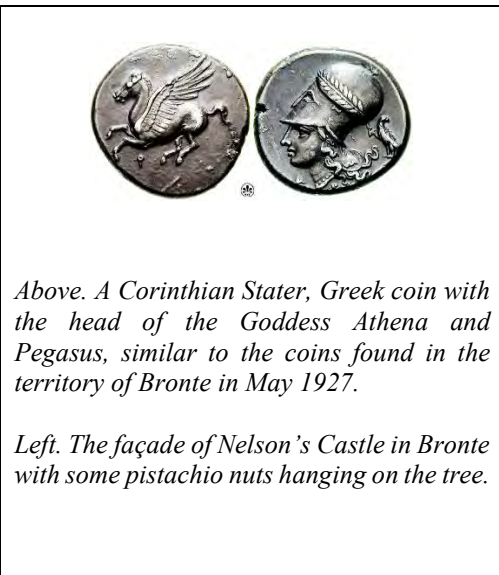 Above. A Corinthian Stater, Greek coin with
the head of the Goddess Athena and
Pegasus, similar to the coins found in the
territory of Bronte in May 1927.
Left. The façade of Nelson's Castle in Bronte
with some pistachio nuts hanging on the tree.